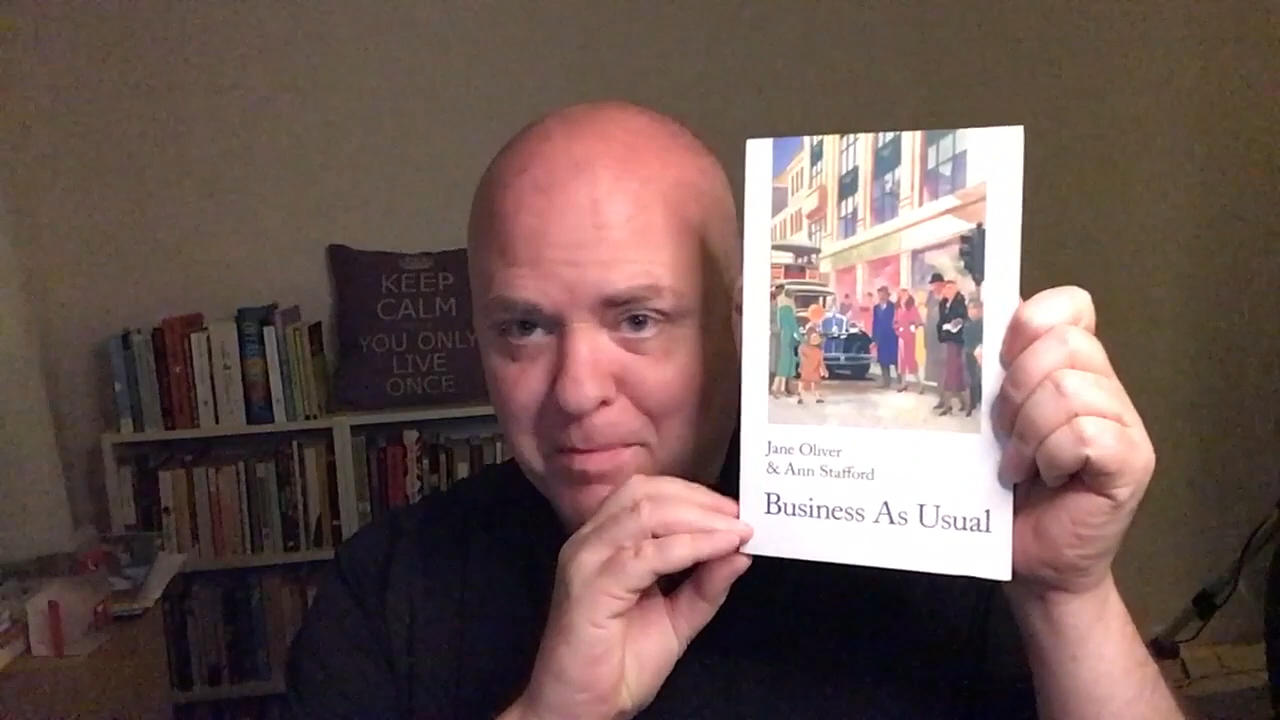 KEEP
CALM
YOU ONLY
LIVE
ONCE
Jane Oliver
& Ann Stafford
Business As Usual